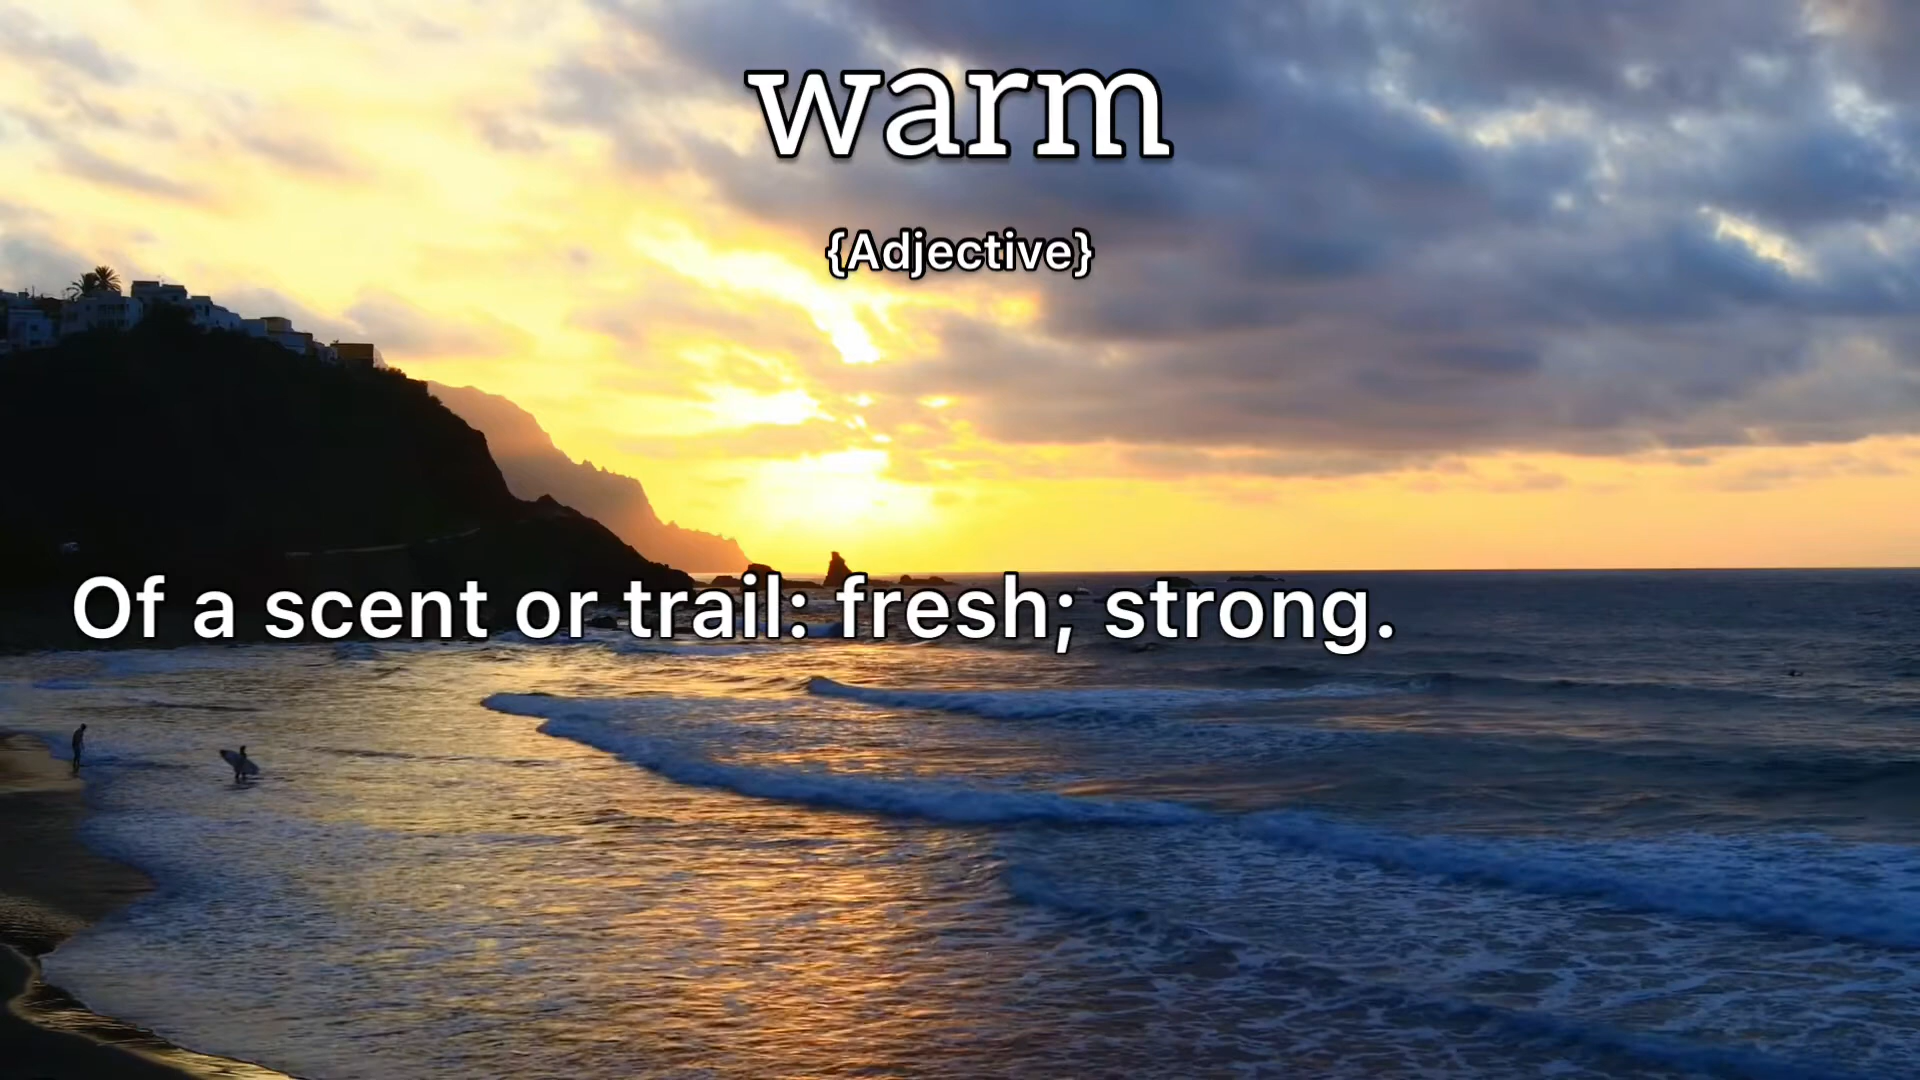 warm
{Adjective}
Of a scent or trail: fresh; strong.